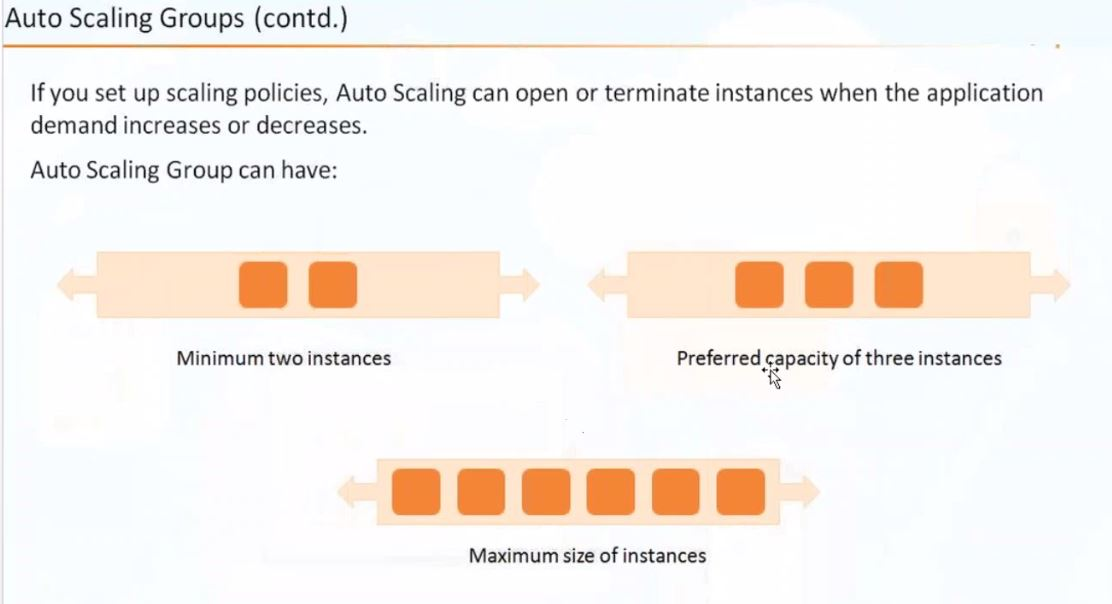 Auto Scaling Groups (contd.)
If you set up scaling policies, Auto Scaling can open or terminate instances when the application
demand increases or decreases.
Auto Scaling Group can have:
Minimum two instances
Preferred capacity of three instances
Maximum size of instances